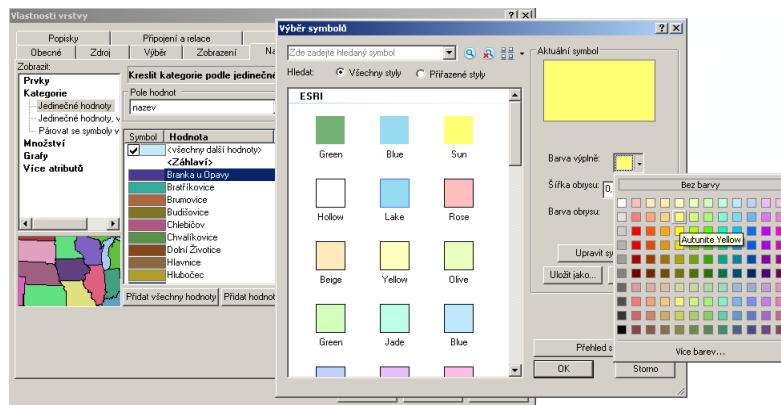 Vlastnosti vrstvy
Popisky
Připojení a relace
Obecné
Zdroj
Výběr
Zobrazení
Zobrazit:
Prvky
Kategorie
Jedinečné hodnoty
Jedinečné hodnoty, v
Párovat se symboly v
Množství
Grafy
Více atributů
Kreslit kategorie podle jedinečné
Pole hodnot
nazev
Symbol
Hodnota
<všechny další hodnoty>
<Záhlaví>
Branka u Opavy
Bratříkovice
Brumovice
Budišovice
Chlebičov
Chvalíkovice
Dolní Životice
Hlavnice
Hlubočec
Přidat všechny hodnoty
Přidat hodnot
Výběr symbolů
Zde zadejte hledaný symbol
Hledat:
Všechny styly
Přiřazené styly
ESRI
Green
Blue
Sun
Hollow
Lake
Rose
Beige
Yellow
Olive
Green
Jade
Blue
Aktuální symbol
Barva výplně:
Šířka obrysu:
0,
Barva obrysu:
Upravit sy
Uložit jako...
Přehled s
OK
Storno
Bez barvy
Autunite Yellow
Více barev...